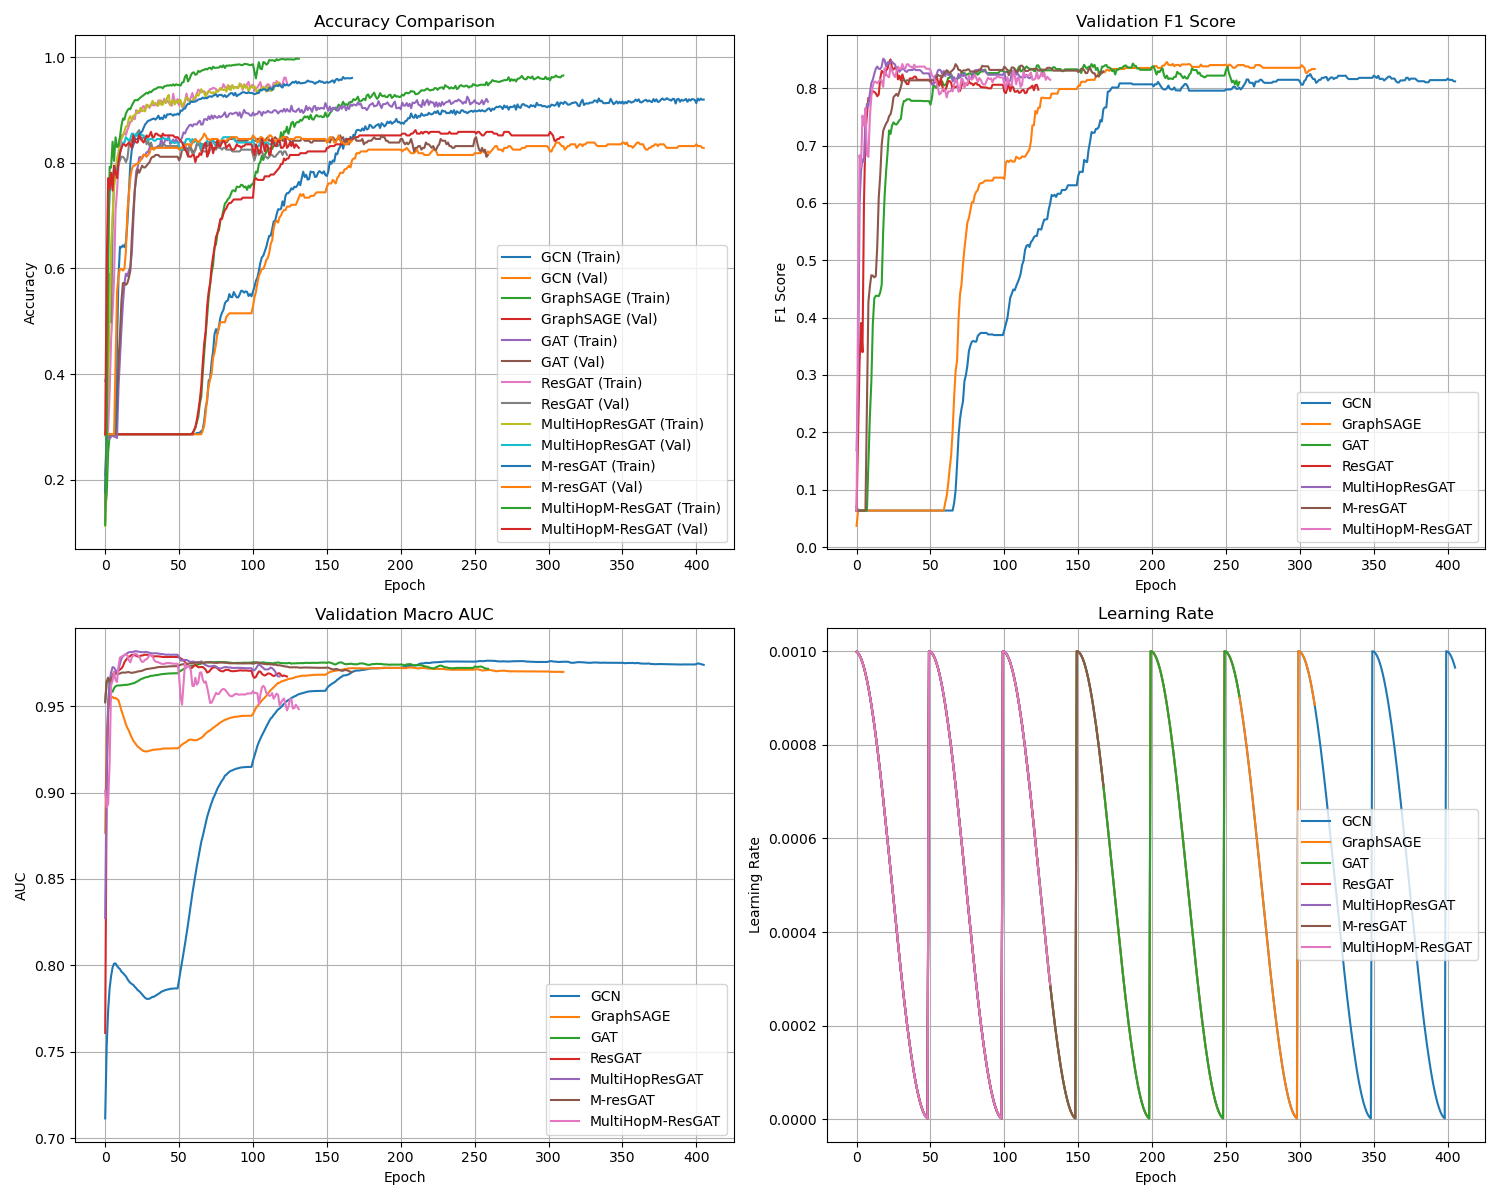 Accuracy Comparison
1.0
0.8
0.6
0.4
0.2
Accuracy
0
50
100
150
200
250
300
350
400
Epoch
GCN (Train)
GCN (Val)
GraphSAGE (Train)
GraphSAGE (Val)
GAT (Train)
GAT (Val)
ResGAT (Train)
ResGAT (Val)
MultiHopResGAT (Train)
MultiHopResGAT (Val)
M-resGAT (Train)
M-resGAT (Val)
MultiHopM-ResGAT (Train)
MultiHopM-ResGAT (Val)
Validation F1 Score
0.8
0.7
0.6
0.5
0.4
0.3
0.2
0.1
0.0
F1 Score
0
50
100
150
200
250
300
350
400
Epoch
GCN
GraphSAGE
GAT
ResGAT
MultiHopResGAT
M-resGAT
MultiHopM-ResGAT
Validation Macro AUC
0.95
0.90
0.85
0.80
0.75
0.70
AUC
0
50
100
150
200
250
300
350
400
Epoch
GCN
GraphSAGE
GAT
ResGAT
MultiHopResGAT
M-resGAT
MultiHopM-ResGAT
Learning Rate
0.0010
0.0008
0.0006
0.0004
0.0002
0.0000
Learning Rate
0
50
100
150
200
250
300
350
400
Epoch
GCN
GraphSAGE
GAT
ResGAT
MultiHopResGAT
M-resGAT
MultiHopM-ResGAT